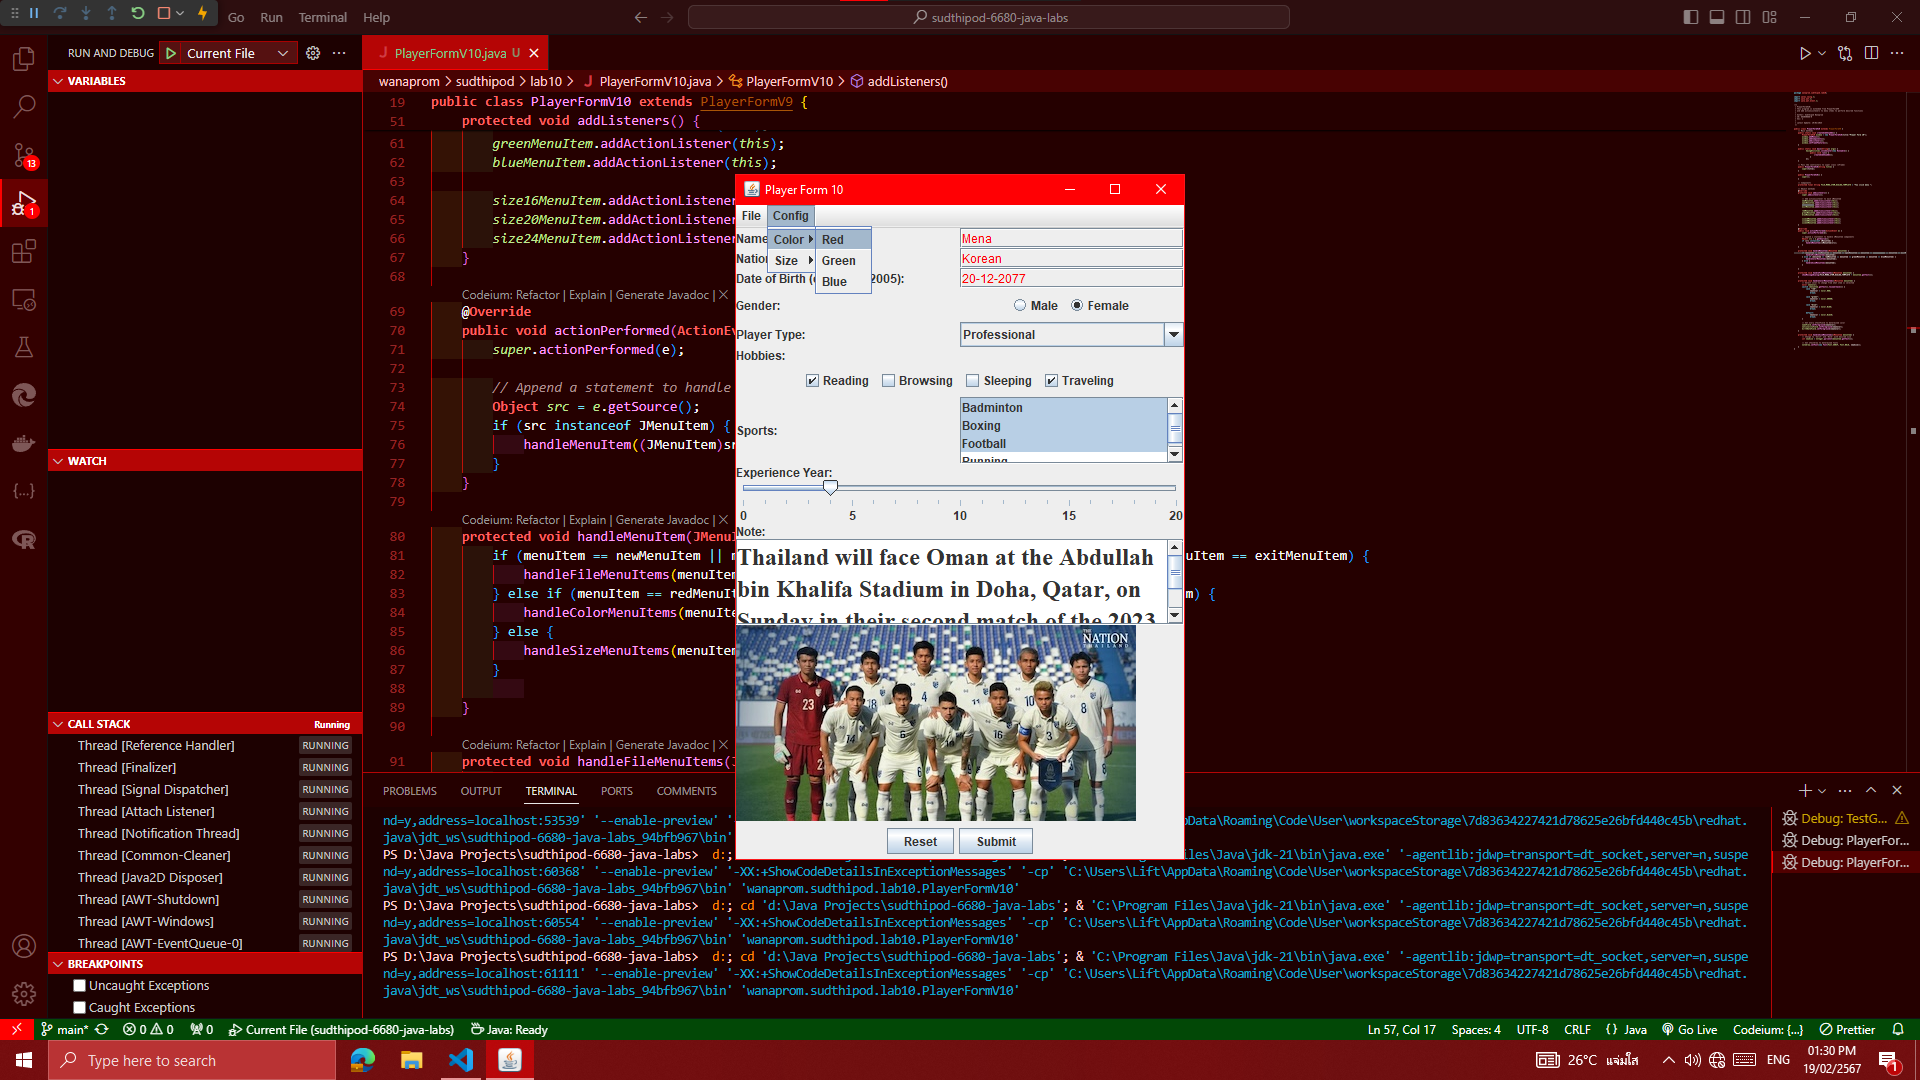 Go Run Terminal Help
sudthipod-6680-java-labs
RUN AND DEBUG Current File
PlayerFormV10.java U
wanaprom > sudthipod > lab10 > PlayerFormV10.java > PlayerFormV10 > addListeners()
VARIABLES
WATCH
CALL STACK Running
Thread [Reference Handler] RUNNING
Thread [Finalizer] RUNNING
Thread [Signal Dispatcher] RUNNING
Thread [Attach Listener] RUNNING
Thread [Notification Thread] RUNNING
Thread [Common-Cleaner] RUNNING
Thread [Java2D Disposer] RUNNING
Thread [AWT-Shutdown] RUNNING
Thread [AWT-Windows] RUNNING
Thread [AWT-EventQueue-0] RUNNING
BREAKPOINTS
Uncaught Exceptions
Caught Exceptions
13
1
19 public class PlayerFormV10 extends PlayerFormV9 {
51 protected void addListeners() {
61 greenMenuItem.addActionListener(this);
62 blueMenuItem.addActionListener(this);
63
64 size16MenuItem.addActionListener
65 size20MenuItem.addActionListener
66 size24MenuItem.addActionListener
67 }
68
Codeium: Refactor | Explain | Generate Javadoc | X
69 @Override
70 public void actionPerformed(ActionEv
71 super.actionPerformed(e);
72
73 // Append a statement to handle
74 Object src = e.getSource();
75 if (src instanceof JMenuItem) {
76 handleMenuItem((JMenuItem)sr
77 }
78 }
79
Codeium: Refactor | Explain | Generate Javadoc | X
80 protected void handleMenuItem(JMenuI
81 if (menuItem == newMenuItem || m uItem == exitMenuItem) {
82 handleFileMenuItems(menuItem
83 } else if (menuItem == redMenuIt m) {
84 handleColorMenuItems(menuIte
85 } else {
86 handleSizeMenuItems(menuItem
87 }
88
89 }
90
Codeium: Refactor | Explain | Generate Javadoc | X
91 protected void handleFileMenuItems(J
Player Form 10
File Config
Color Red
Size Green
Blue
Name Mena
Nation Korean
Date of Birth ( 2005): 20-12-2077
Gender: Male Female
Player Type: Professional
Hobbies:
Reading Browsing Sleeping Traveling
Sports:
Badminton
Boxing
Football
Running
Experience Year:
0 5 10 15 20
Note:
Thailand will face Oman at the Abdullah
bin Khalifa Stadium in Doha, Qatar, on
Sunday in their second match of the 2023
THE
NATION
THAILAND
23 4 10 8
14 6 16 3
Reset Submit
PROBLEMS OUTPUT TERMINAL PORTS COMMENTS
nd=y,address=localhost:53539' '--enable-preview' ' ppData\Roaming\Code\User\workspaceStorage\7d83634227421d78625e26bfd440c45b\redhat.
java\jdt_ws\sudthipod-6680-java-labs_94bfb967\bin'
PS D:\Java Projects\sudthipod-6680-java-labs> d:; iles\Java\jdk-21\bin\java.exe' '-agentlib:jdwp=transport=dt_socket,server=n,suspe
nd=y,address=localhost:60368' '--enable-preview' '-XX:+ShowCodeDetailsInExceptionMessages' '-cp' 'C:\Users\Lift\AppData\Roaming\Code\User\workspaceStorage\7d83634227421d78625e26bfd440c45b\redhat.
java\jdt_ws\sudthipod-6680-java-labs_94bfb967\bin' 'wanaprom.sudthipod.lab10.PlayerFormV10'
PS D:\Java Projects\sudthipod-6680-java-labs> d:; cd 'd:\Java Projects\sudthipod-6680-java-labs'; & 'C:\Program Files\Java\jdk-21\bin\java.exe' '-agentlib:jdwp=transport=dt_socket,server=n,suspe
nd=y,address=localhost:60554' '--enable-preview' '-XX:+ShowCodeDetailsInExceptionMessages' '-cp' 'C:\Users\Lift\AppData\Roaming\Code\User\workspaceStorage\7d83634227421d78625e26bfd440c45b\redhat.
java\jdt_ws\sudthipod-6680-java-labs_94bfb967\bin' 'wanaprom.sudthipod.lab10.PlayerFormV10'
PS D:\Java Projects\sudthipod-6680-java-labs> d:; cd 'd:\Java Projects\sudthipod-6680-java-labs'; & 'C:\Program Files\Java\jdk-21\bin\java.exe' '-agentlib:jdwp=transport=dt_socket,server=n,suspe
nd=y,address=localhost:61111' '--enable-preview' '-XX:+ShowCodeDetailsInExceptionMessages' '-cp' 'C:\Users\Lift\AppData\Roaming\Code\User\workspaceStorage\7d83634227421d78625e26bfd440c45b\redhat.
java\jdt_ws\sudthipod-6680-java-labs_94bfb967\bin' 'wanaprom.sudthipod.lab10.PlayerFormV10'
Debug: TestG...
Debug: PlayerFor...
Debug: PlayerFor...
main* 0 0 0 Current File (sudthipod-6680-java-labs) Java: Ready Ln 57, Col 17 Spaces: 4 UTF-8 CRLF {} Java Go Live Codeium: {...} Prettier
Type here to search 26°C แจ่มใส ENG 01:30 PM
19/02/2567 1